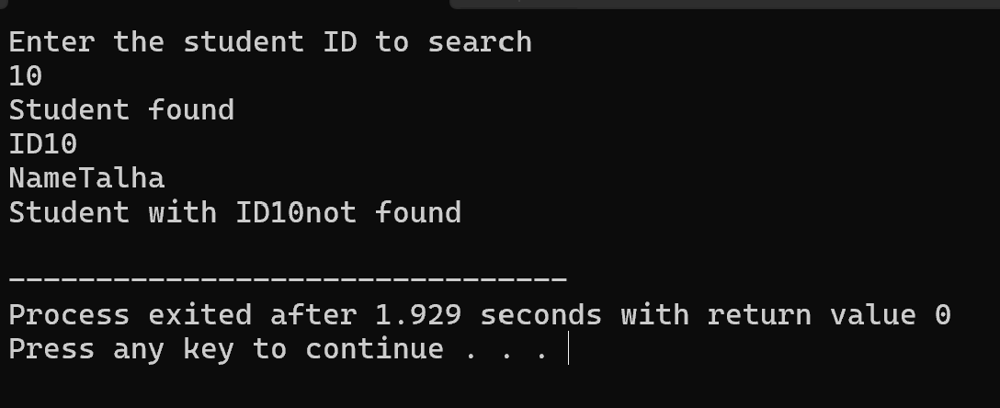 Enter the student ID to search
10
Student found
ID10
NameTalha
Student with ID10not found
--------------------------------
Process exited after 1.929 seconds with return value 0
Press any key to continue . . .